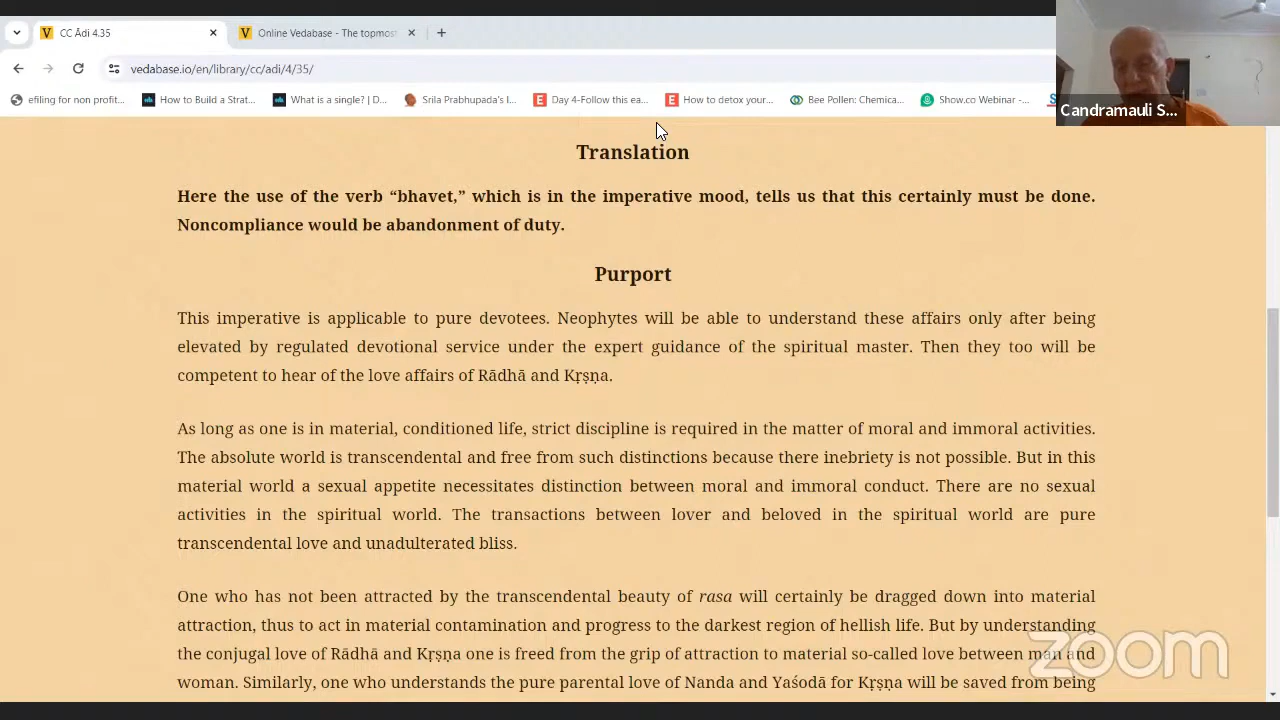 CC Ādi 4.35
Online Vedabase - The topmos
vedabase.io/en/library/cc/adi/4/35/
efiling for non profit...
How to Build a Strat...
What is a singl? | D...
Srila Prabhupada's l...
Day 4-Follow this ea...
How to detox your...
Bee Pollen: Chemica...
Show.co Webinar -...
Candramauli S...
Translation
Here the use of the verb “bhavet,” which is in the imperative mood, tells us that this certainly must be done.
Noncompliance would be abandonment of duty.
Purport
This imperative is applicable to pure devotees. Neophytes will be able to understand these affairs only after being
elevated by regulated devotional service under the expert guidance of the spiritual master. Then they too will be
competent to hear of the love affairs of Rādhā and Kṛṣṇa.
As long as one is in material, conditioned life, strict discipline is required in the matter of moral and immoral activities.
The absolute world is transcendental and free from such distinctions because there inebriety is not possible. But in this
material world a sexual appetite necessitates distinction between moral and immoral conduct. There are no sexual
activities in the spiritual world. The transactions between lover and beloved in the spiritual world are pure
transcendental love and unadulterated bliss.
One who has not been attracted by the transcendental beauty of rasa will certainly be dragged down into material
attraction, thus to act in material contamination and progress to the darkest region of hellish life. But by understanding
the conjugal love of Rādhā and Kṛṣṇa one is freed from the grip of attraction to material so-called love between man and
woman. Similarly, one who understands the pure parental love of Nanda and Yaśodā for Kṛṣṇa will be saved from being
zoom